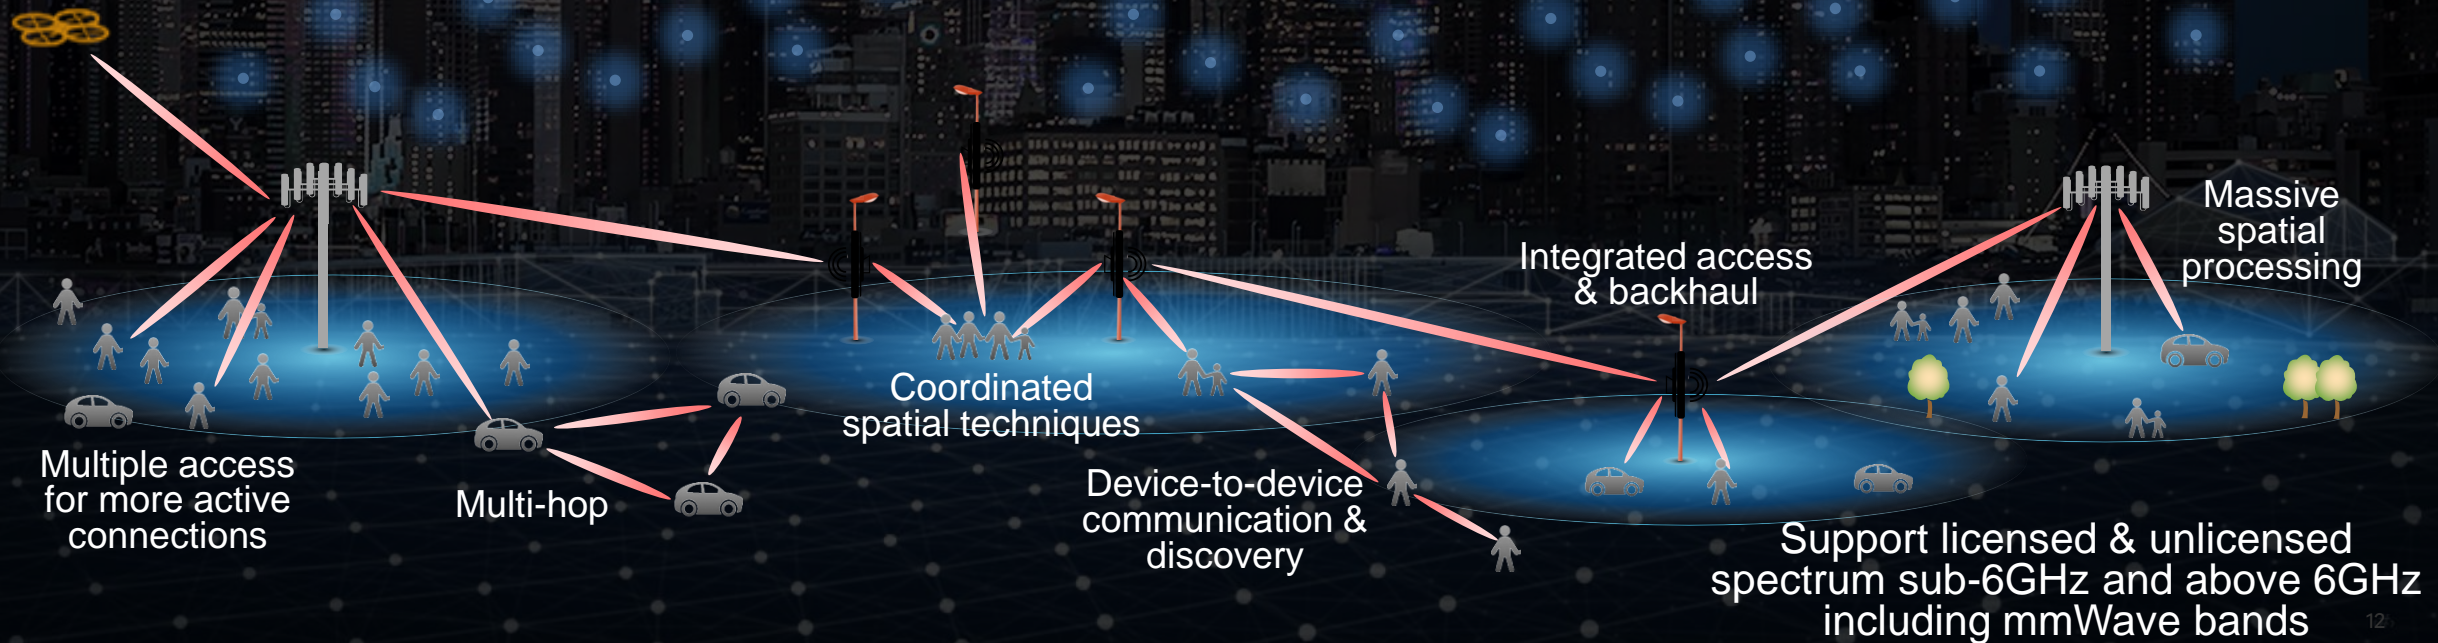 Massive
spatial
processing
Integrated access
& backhaul
Coordinated
spatial techniques
Multiple access
for more active
connections
Multi-hop
Device-to-device
communication &
discovery
Support licensed & unlicensed
spectrum sub-6GHz and above 6GHz
including mmWave bands